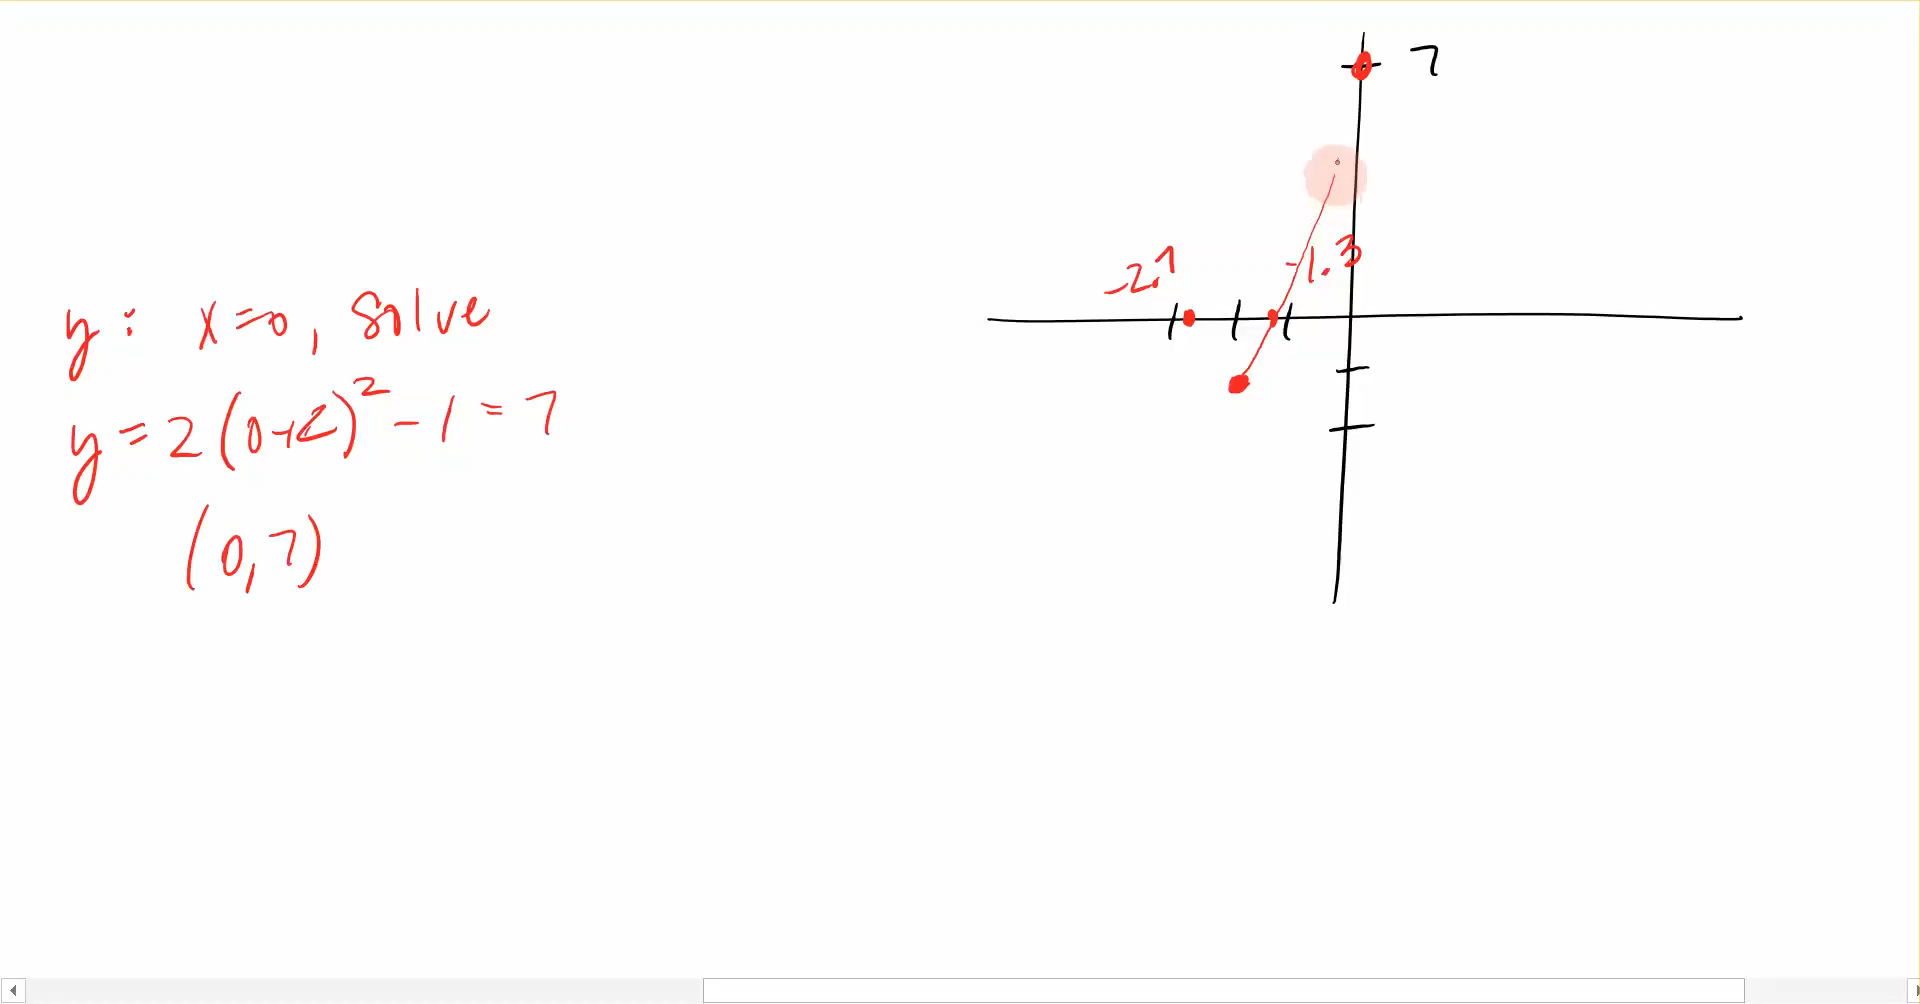 7
-2.7
-1.3
y: x=0, solve
y = 2(0+2)² - 1 = 7
(0,7)